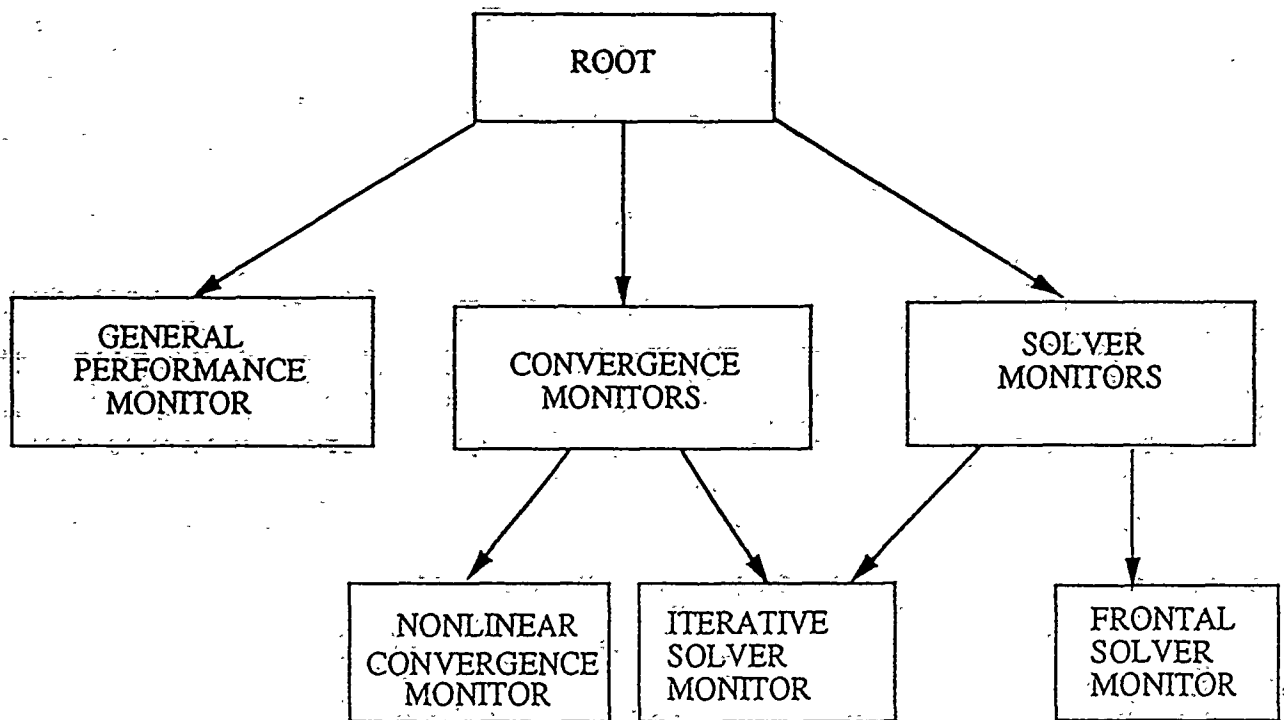 ROOT
GENERAL
PERFORMANCE
MONITOR
CONVERGENCE
MONITORS
SOLVER
MONITORS
NONLINEAR
CONVERGENCE
MONITOR
ITERATIVE
SOLVER
MONITOR
FRONTAL
SOLVER
MONITOR